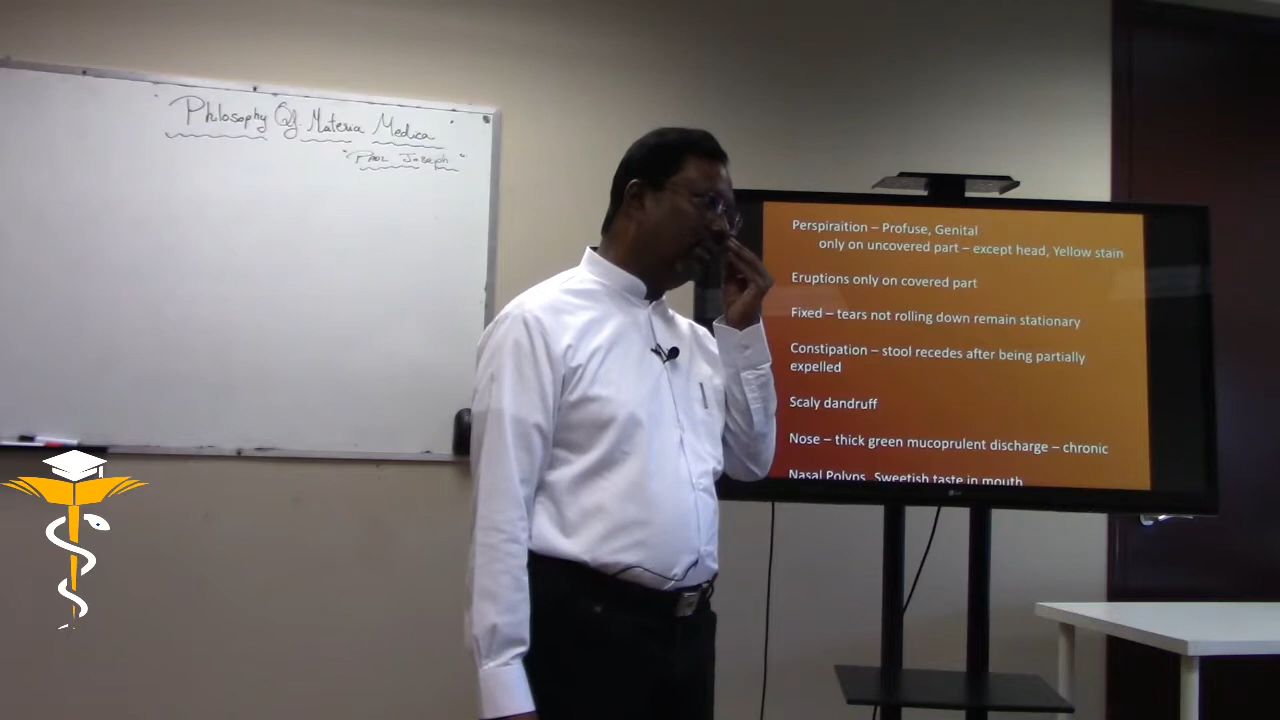 Philosophy Of Materia Medica
"Prof Joseph"
Perspiraition – Profuse, Genital
only on uncovered part – except head, Yellow stain
Eruptions only on covered part
Fixed – tears not rolling down remain stationary
Constipation – stool recedes after being partially
expelled
Scaly dandruff
Nose – thick green mucoprulent discharge – chronic
Nasal Polyps, Sweetish taste in mouth